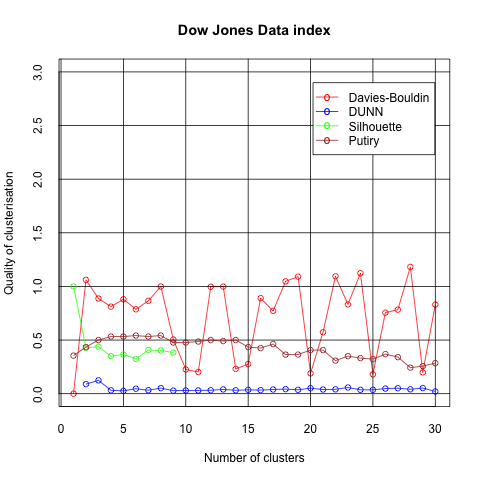 Dow Jones Data index
Quality of clusterisation
3.0
2.5
2.0
1.5
1.0
0.5
0.0
Davies-Bouldin
DUNN
Silhouette
Putiry
0 5 10 15 20 25 30
Number of clusters